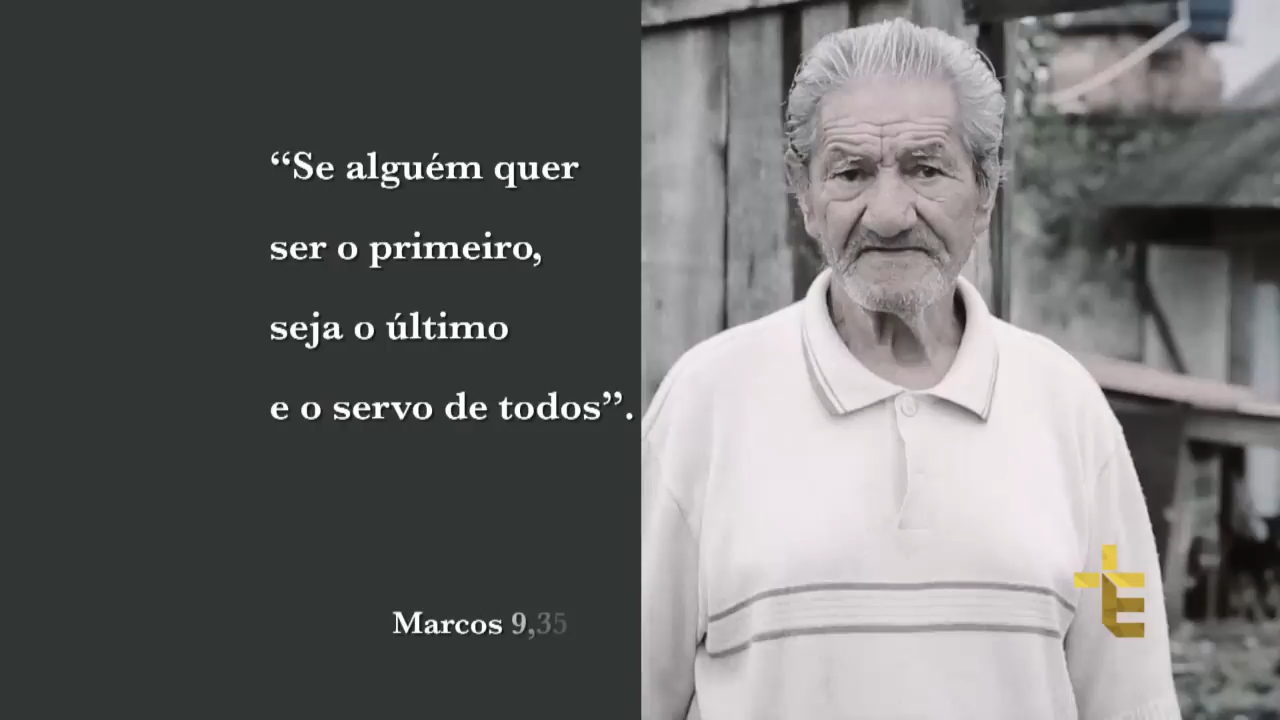 “Se alguém quer
ser o primeiro,
seja o último
e o servo de todos”.
Marcos 9,35